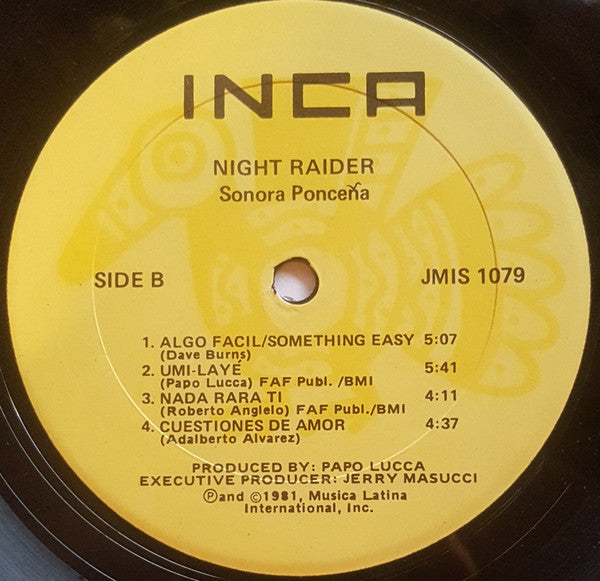 INCA
NIGHT RAIDER
Sonora Ponceña
SIDE B
JMIS 1079
1. ALGO FACIL/SOMETHING EASY 5:07
(Dave Burns)
2. UMI-LAYÉ 5:41
(Papo Lucca) FAF Publ. /BMI
3. NADA RARA TI 4:11
(Roberto Anglelo) FAF Publ./BMI
4. CUESTIONES DE AMOR 4:37
(Adalberto Alvarez)
PRODUCED BY: PAPO LUCCA
EXECUTIVE PRODUCER: JERRY MASUCCI
Ⓟand ©1981, Musica Latina
International, Inc.